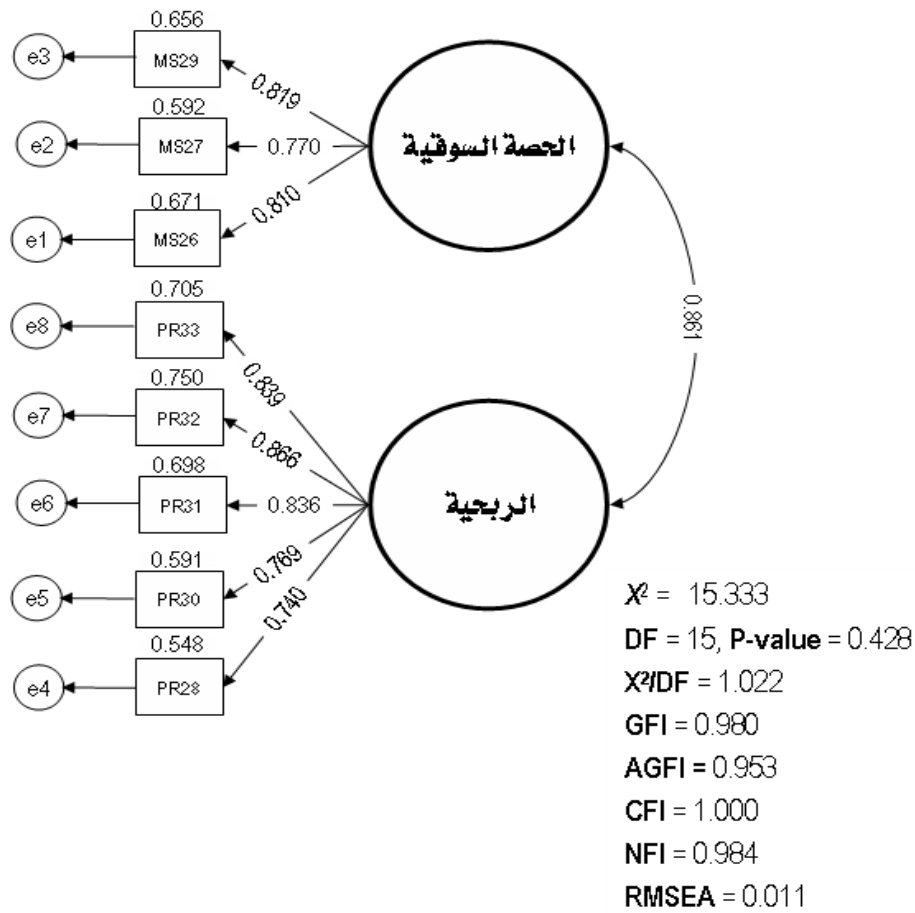 0.656
e3
MS29
0.819
0.592
e2
MS27
0.770
الحصة السوقية
0.671
e1
MS26
0.810
0.705
e8
PR33
0.839
0.861
0.750
e7
PR32
0.866
0.698
e6
PR31
0.836
الربحية
0.591
e5
PR30
0.769
0.548
e4
PR28
0.740
X² = 15.333
DF = 15, P-value = 0.428
X²/DF = 1.022
GFI = 0.980
AGFI = 0.953
CFI = 1.000
NFI = 0.984
RMSEA = 0.011